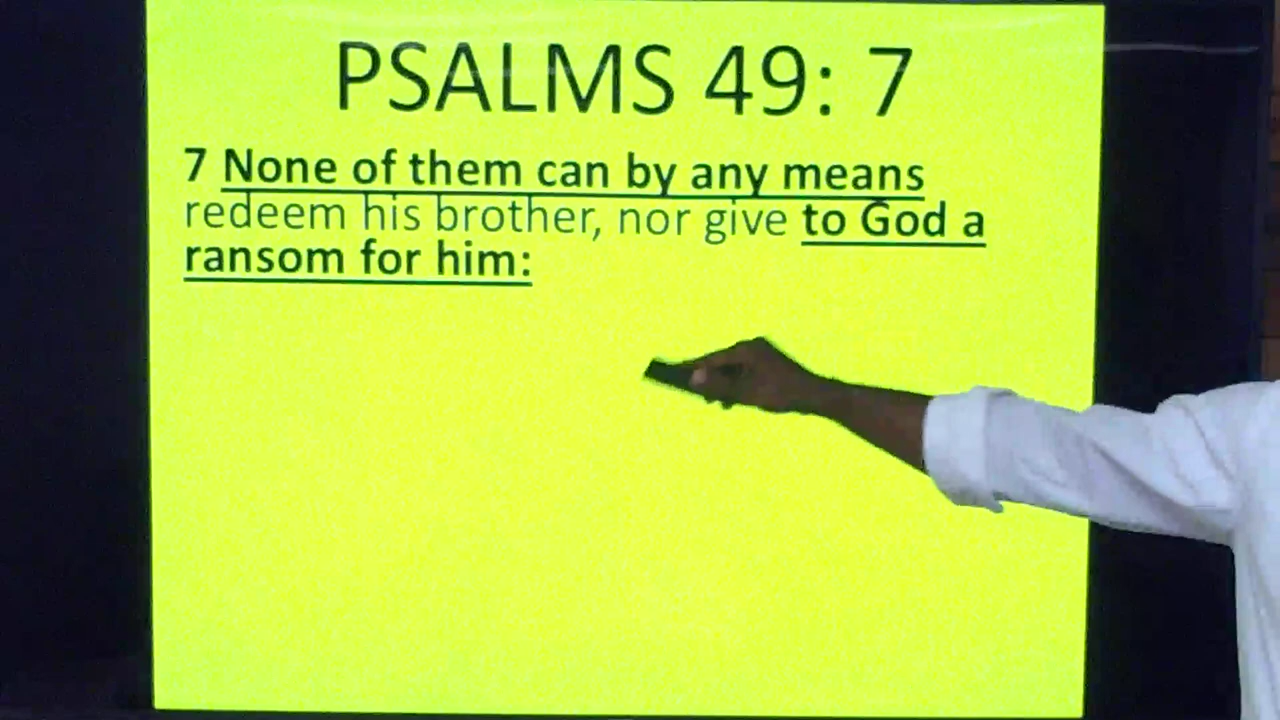 PSALMS 49: 7
7 None of them can by any means
redeem his brother, nor give to God a
ransom for him: